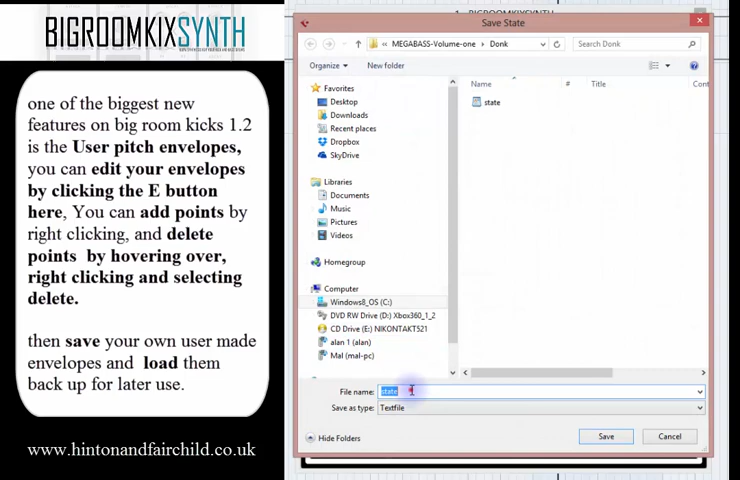 BIGROOMKIXSYNTH
one of the biggest new
features on big room kicks 1.2
is the User pitch envelopes,
you can edit your envelopes
by clicking the E button
here, You can add points by
right clicking, and delete
points by hovering over,
right clicking and selecting
delete.
then save your own user made
envelopes and load them
back up for later use.
www.hintonandfairchild.co.uk
Save State
MEGABASS-Volume-one
Donk
Search Donk
Organize
New folder
Favorites
Desktop
Downloads
Recent places
Dropbox
SkyDrive
Libraries
Documents
Music
Pictures
Videos
Homegroup
Computer
Windows8_OS (C:)
DVD RW Drive (D:) Xbox360_1_2
CD Drive (E:) NIKONTAKT521
alan 1 (alan)
Mal (mal-pc)
Name
#
Title
Cont
state
File name:
state
Save as type:
Textfile
Hide Folders
Save
Cancel